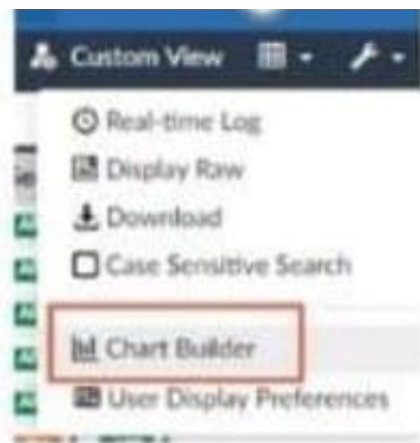 Custom View
Real-time Log
Display Raw
Download
Case Sensitive Search
Chart Builder
User Display Preferences